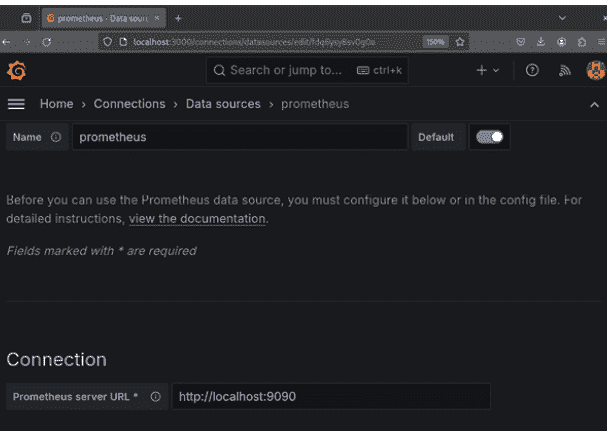 prometheus - Data sourc
localhost:3000/connections/datasources/edit/fdq6ysy8sv0g0a
150%
Search or jump to... ctrl+k
Home › Connections › Data sources › prometheus
Name prometheus Default
Before you can use the Prometheus data source, you must configure it below or in the config file. For
detailed instructions, view the documentation.
Fields marked with * are required
Connection
Prometheus server URL * http://localhost:9090